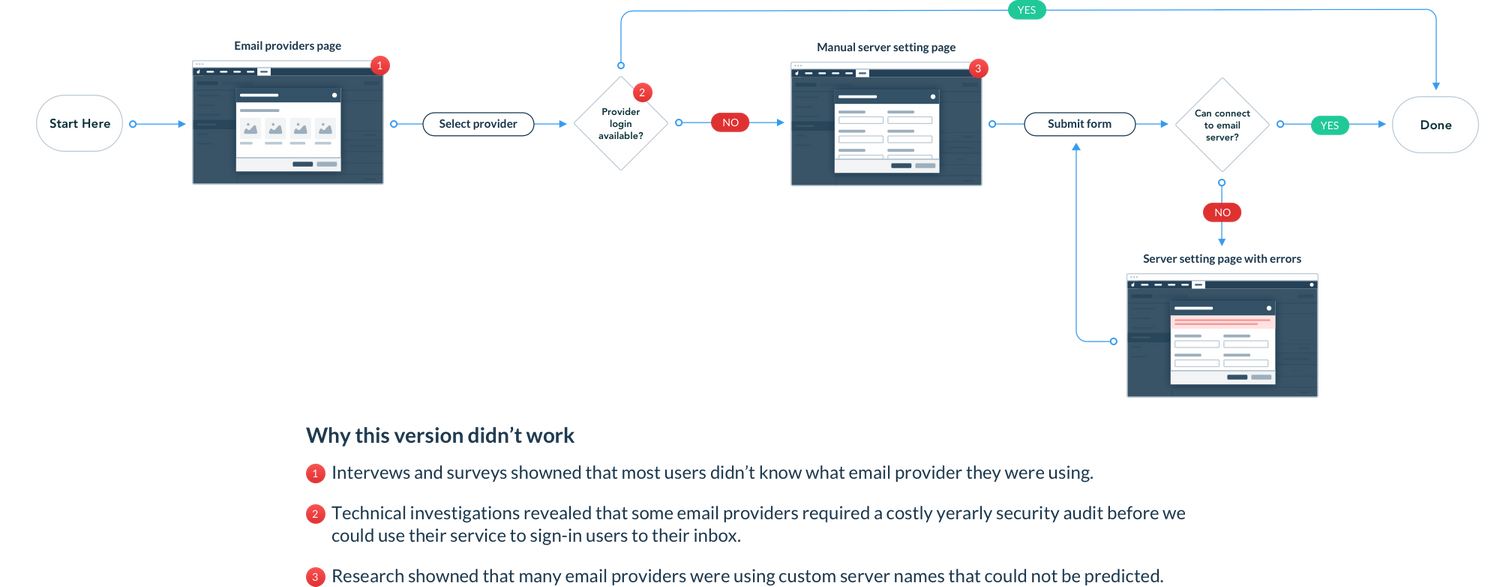 YES
Email providers page
Manual server setting page
1
3
2
Start Here
Select provider
Provider
login
available?
NO
Submit form
Can connect
to email
server?
YES
Done
NO
Server setting page with errors
Why this version didn't work
1 Intervews and surveys showned that most users didn't know what email provider they were using.
2 Technical investigations revealed that some email providers required a costly yerarly security audit before we
could use their service to sign-in users to their inbox.
3 Research showned that many email providers were using custom server names that could not be predicted.